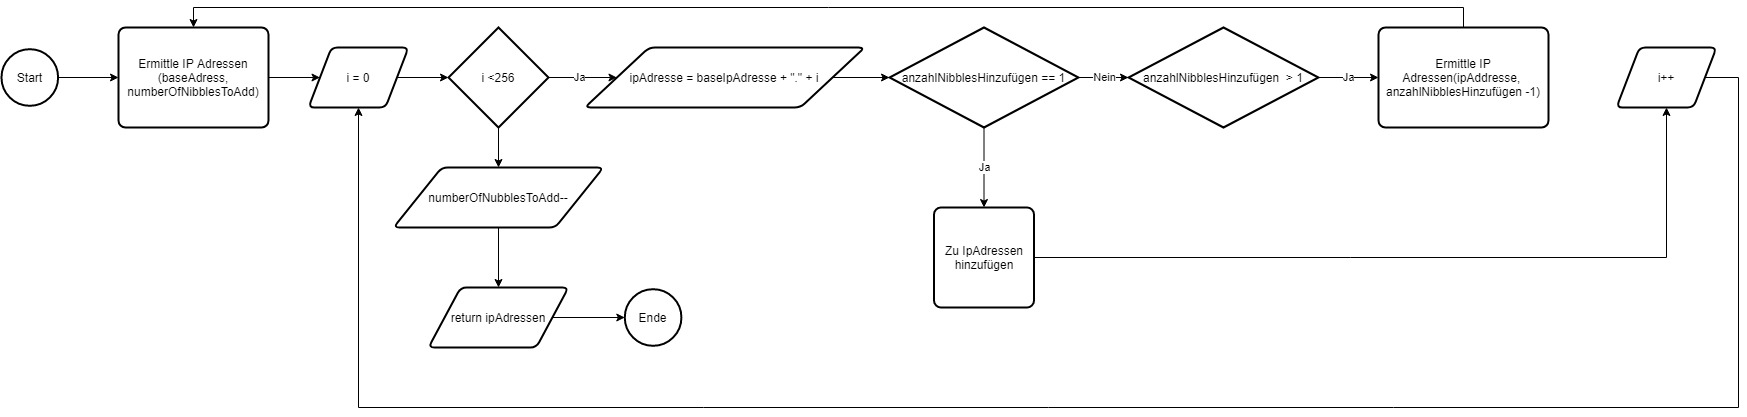 Start
Ermittle IP Adressen
(baseAdress,
numberOfNibblesToAdd)
i = 0
i <256
Ja
ipAdresse = baseIpAdresse + "." + i
anzahlNibblesHinzufügen == 1
Nein
anzahlNibblesHinzufügen > 1
Ja
Ermittle IP
Adressen(ipAddresse,
anzahlNibblesHinzufügen -1)
i++
Ja
numberOfNubblesToAdd--
Zu IpAdressen
hinzufügen
return ipAdressen
Ende